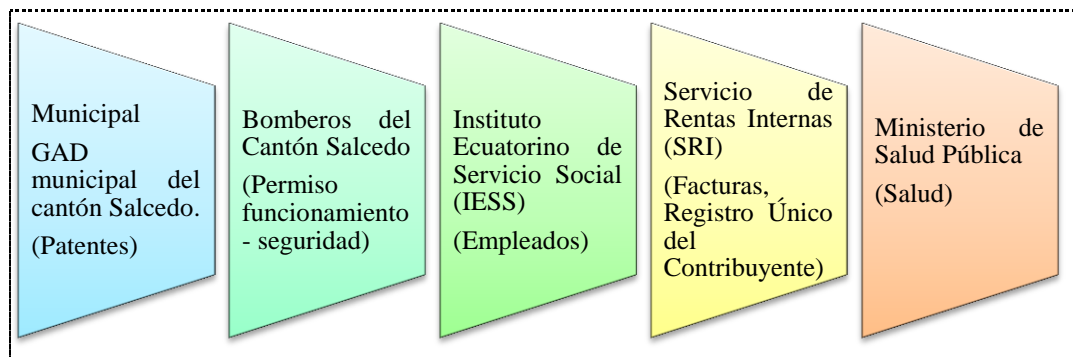 Municipal
GAD
municipal del
cantón Salcedo.
(Patentes)
Bomberos del
Cantón Salcedo
(Permiso
funcionamiento
- seguridad)
Instituto
Ecuatorino de
Servicio Social
(IESS)
(Empleados)
Servicio de
Rentas Internas
(SRI)
(Facturas,
Registro Único
del
Contribuyente)
Ministerio de
Salud Pública
(Salud)